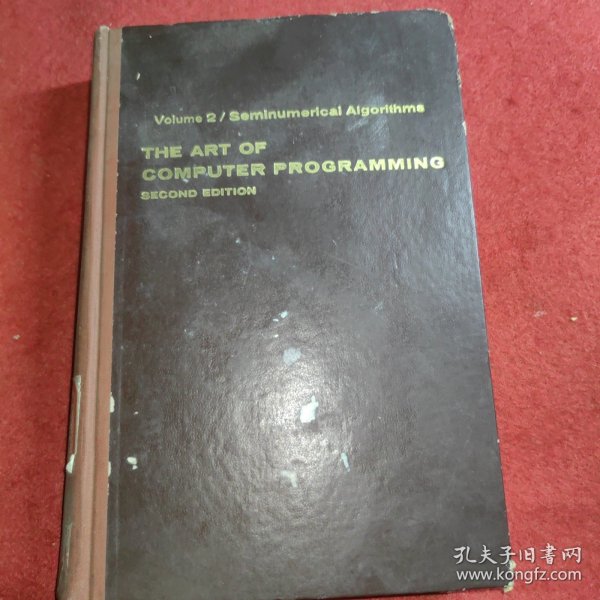 Volume 2 / Seminumerical Algorithms
THE ART OF
COMPUTER PROGRAMMING
SECOND EDITION
孔夫子旧書网
www.kongfz.com